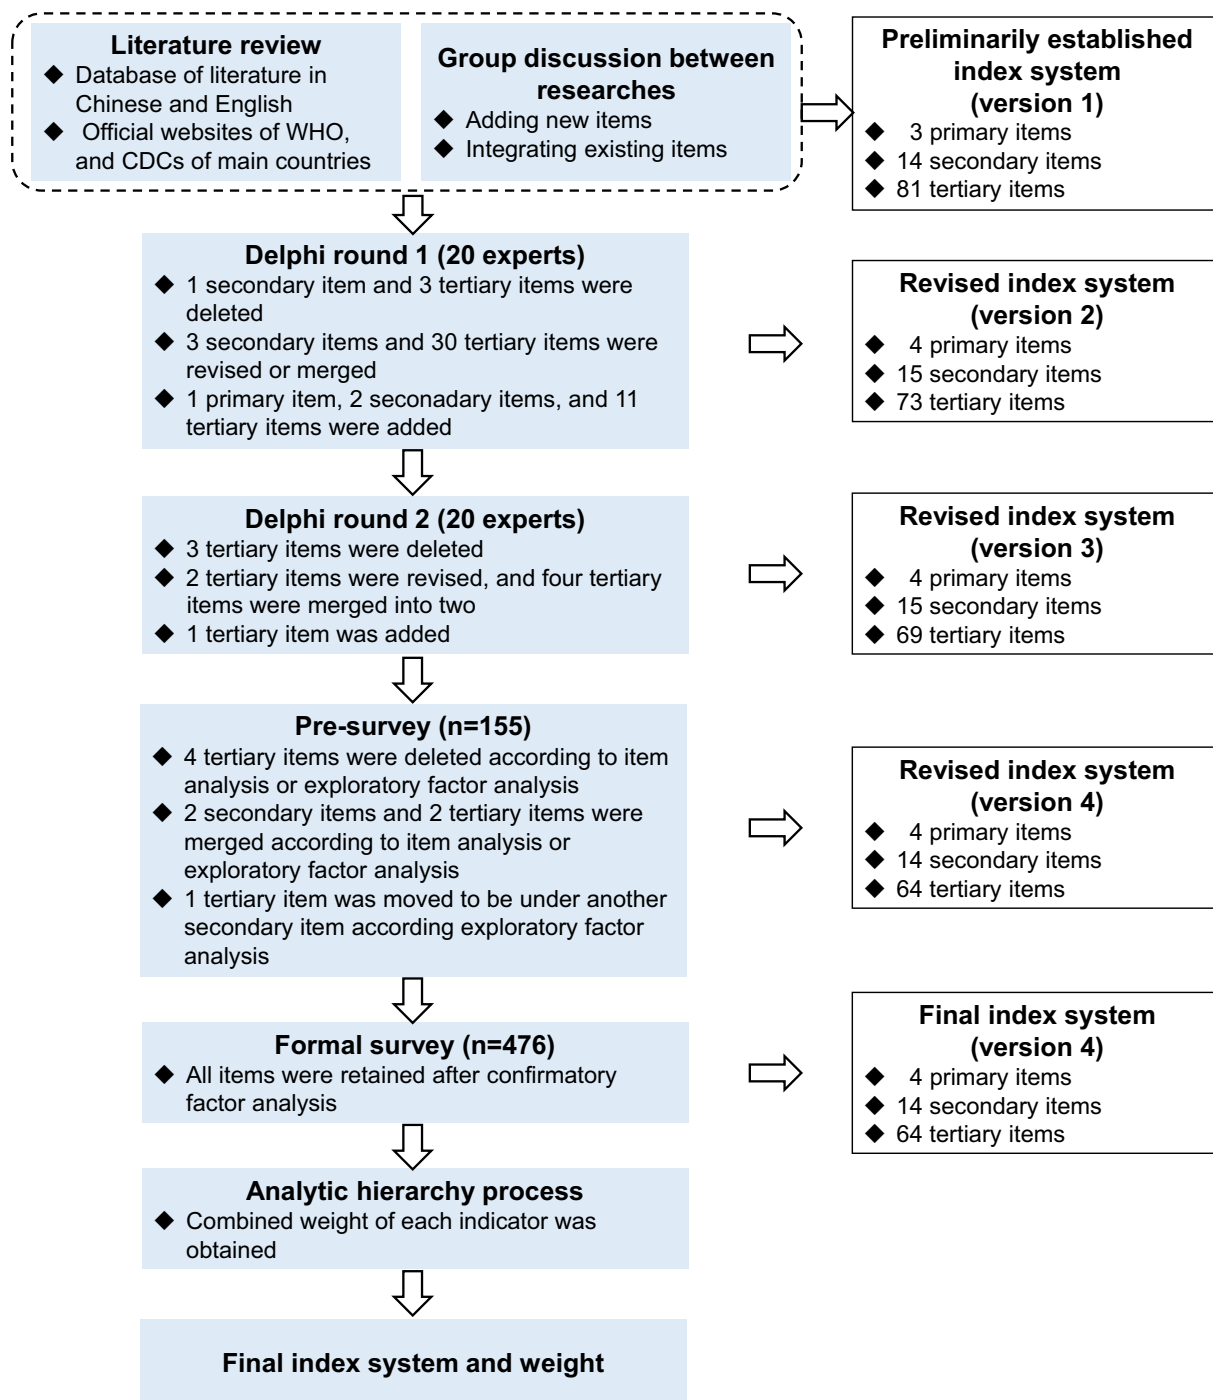 Literature review
◆ Database of literature in
Chinese and English
◆ Official websites of WHO,
and CDCs of main countries
Group discussion between
researches
◆ Adding new items
◆ Integrating existing items
Preliminarily established
index system
(version 1)
◆ 3 primary items
◆ 14 secondary items
◆ 81 tertiary items
Delphi round 1 (20 experts)
◆ 1 secondary item and 3 tertiary items were
deleted
◆ 3 secondary items and 30 tertiary items were
revised or merged
◆ 1 primary item, 2 seconadary items, and 11
tertiary items were added
Revised index system
(version 2)
◆ 4 primary items
◆ 15 secondary items
◆ 73 tertiary items
Delphi round 2 (20 experts)
◆ 3 tertiary items were deleted
◆ 2 tertiary items were revised, and four tertiary
items were merged into two
◆ 1 tertiary item was added
Revised index system
(version 3)
◆ 4 primary items
◆ 15 secondary items
◆ 69 tertiary items
Pre-survey (n=155)
◆ 4 tertiary items were deleted according to item
analysis or exploratory factor analysis
◆ 2 secondary items and 2 tertiary items were
merged according to item analysis or
exploratory factor analysis
◆ 1 tertiary item was moved to be under another
secondary item according exploratory factor
analysis
Revised index system
(version 4)
◆ 4 primary items
◆ 14 secondary items
◆ 64 tertiary items
Formal survey (n=476)
◆ All items were retained after confirmatory
factor analysis
Final index system
(version 4)
◆ 4 primary items
◆ 14 secondary items
◆ 64 tertiary items
Analytic hierarchy process
◆ Combined weight of each indicator was
obtained
Final index system and weight